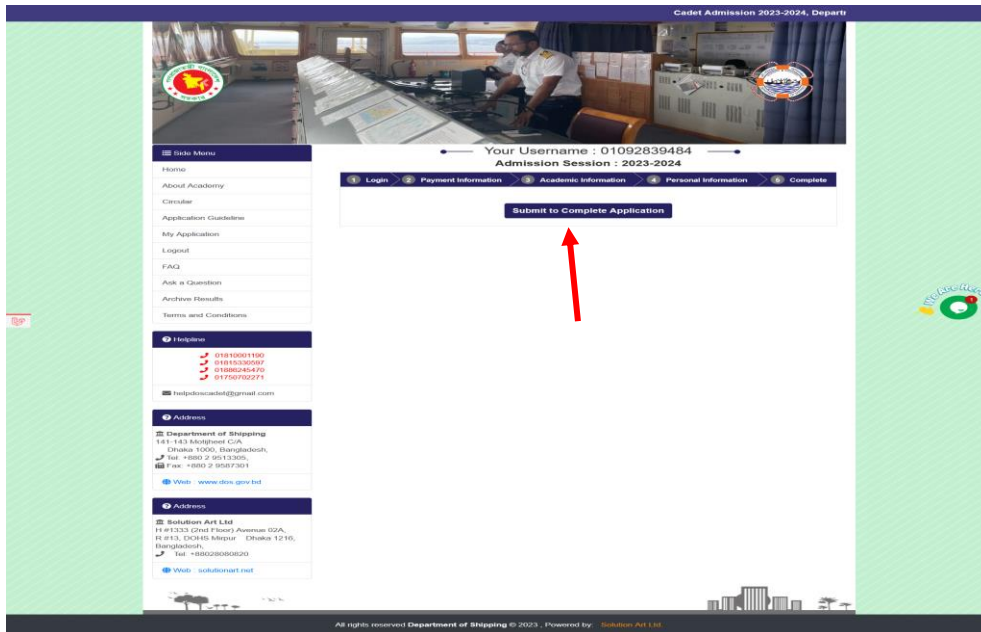 Cadet Admission 2023-2024, Departr
Side Menu
Home
About Academy
Circular
Application Guideline
My Application
Logout
FAQ
Ask a Question
Archive Results
Terms and Conditions
Your Username : 01092839484
Admission Session : 2023-2024
1 Login 2 Payment Information 3 Academic Information 4 Personal Information 5 Complete
Submit to Complete Application
We Are Here
1
Helpline
01810001190
01815330597
01886245470
01750702271
helpdoscadet@gmail com
Address
Department of Shipping
141-143 Motijheel C/A
Dhaka 1000, Bangladesh,
Tel: +880 2 9513305,
Fax: +880 2 9587301
Web : www.dos.gov.bd
Address
Solution Art Ltd
H #1333 (2nd Floor) Avenue 02A,
R #13, DOHS Mirpur Dhaka 1216,
Bangladesh,
Tel: +88028080820
Web : solutionart.net
All rights reserved Department of Shipping © 2023 , Powered by: Solution Art Ltd.